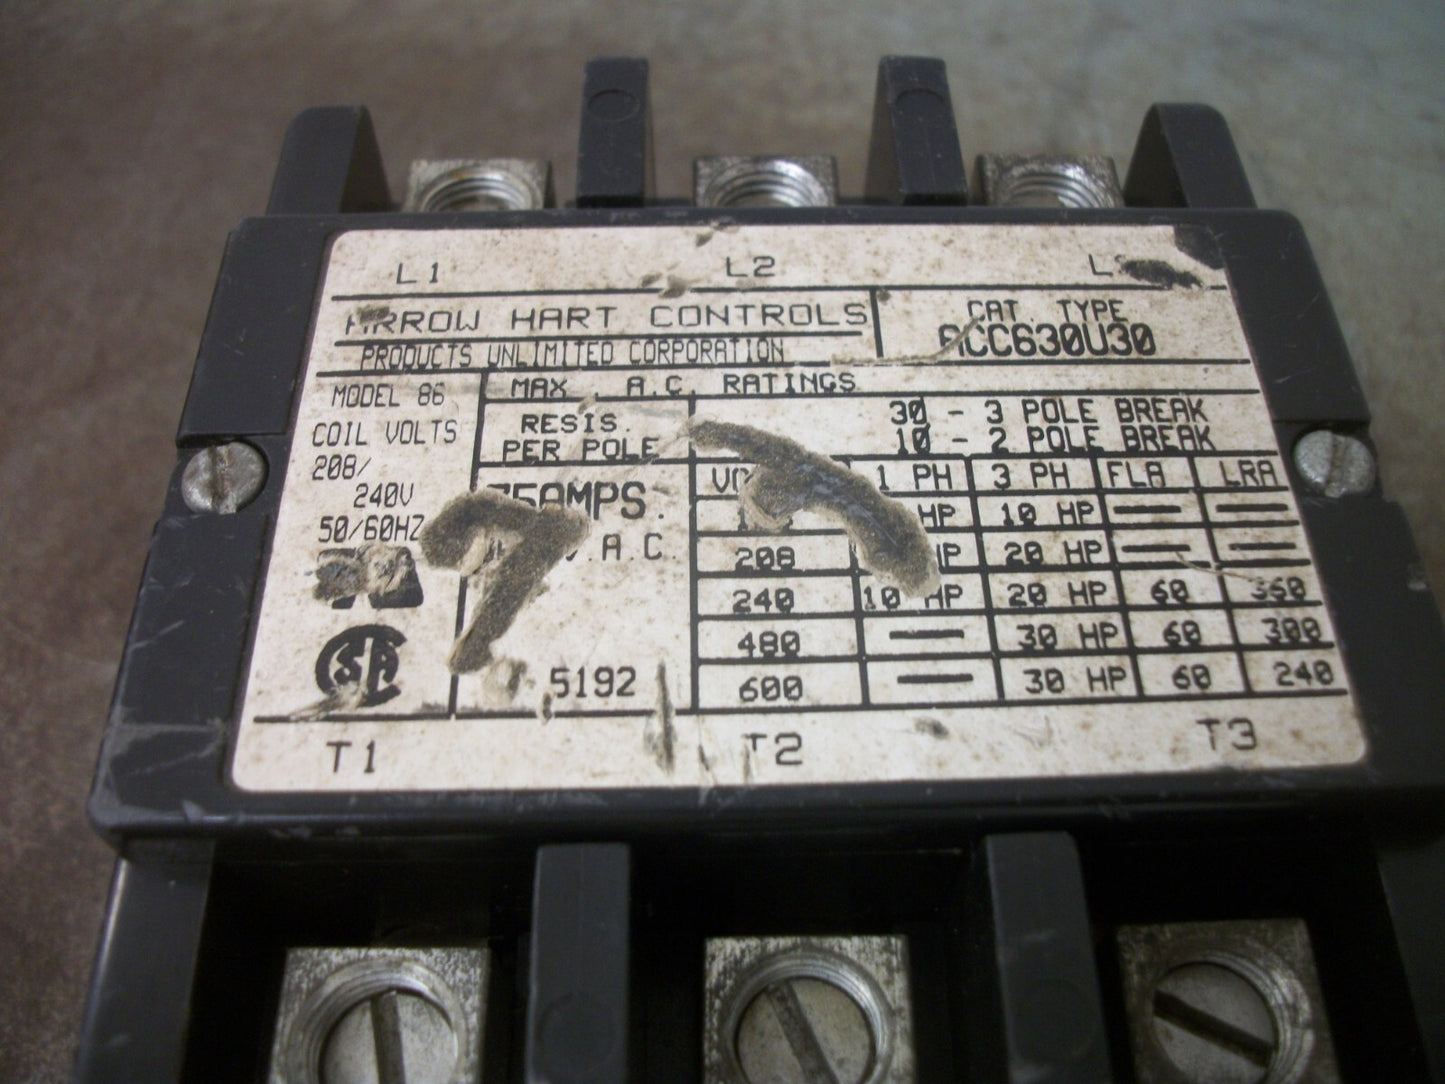 L1 L2
HART CONTROLS
CAT. TYPE
ACC630U30
PRODUCTS UNLIMITED CORPORATION
MODEL 86
MAX. A.C. RATINGS
COIL VOLTS
208/
240V
50/60HZ
RESIS.
PER POLE
30 - 3 POLE BREAK
10 - 2 POLE BREAK
1 PH 3 PH FLA LRA
75AMPS.
HP 10 HP — —
A.C.
208 HP 20 HP — —
240 10 HP 20 HP 60 360
480 — 30 HP 60 300
600 — 30 HP 60 240
5192
T1 T2 T3